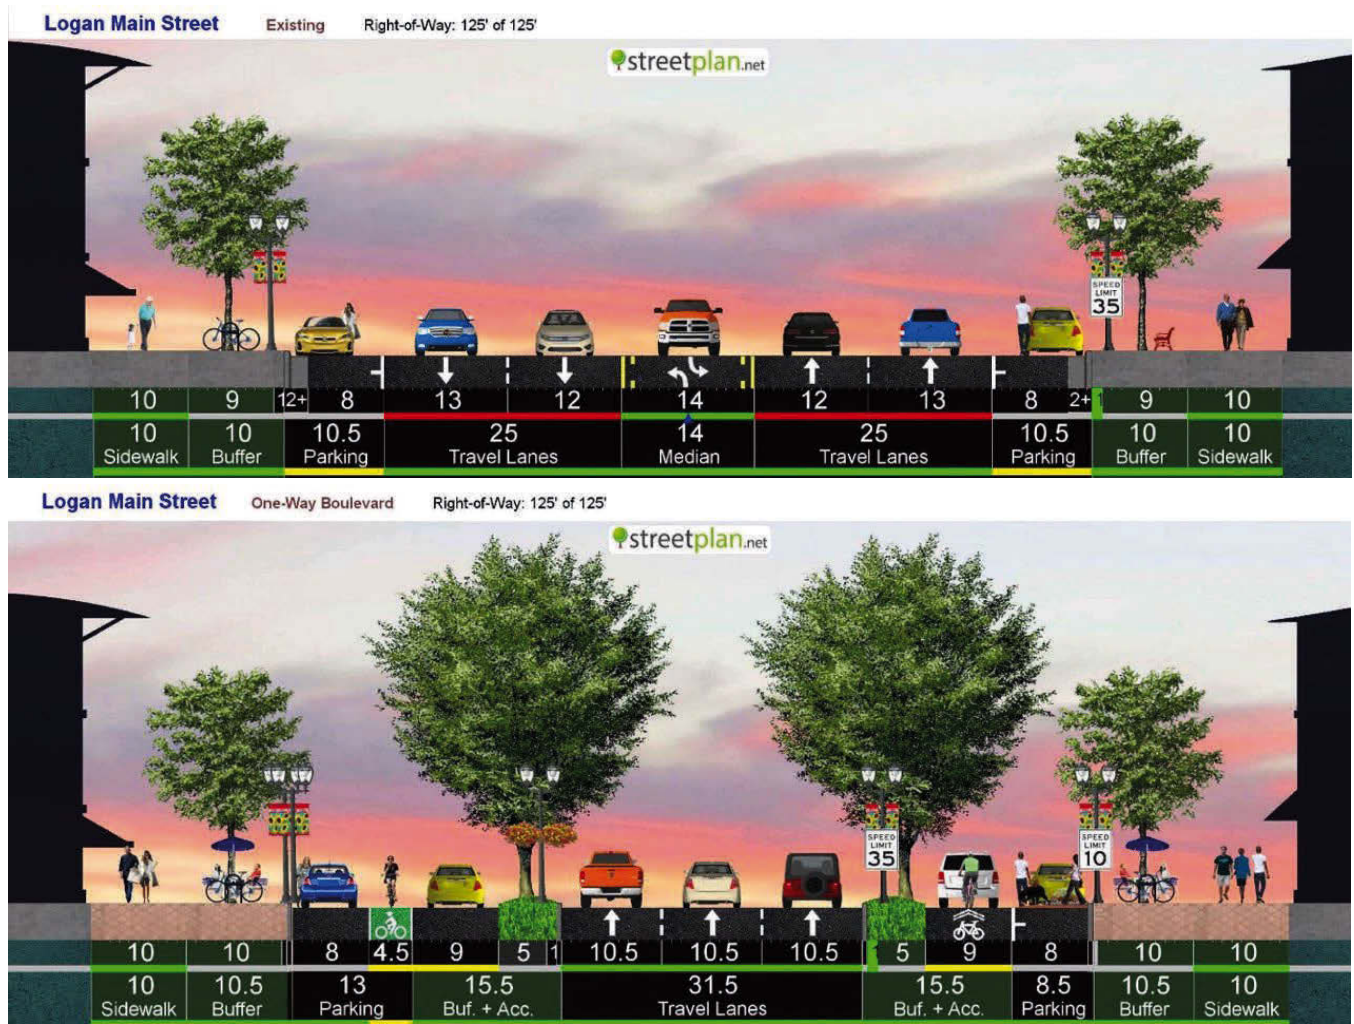 Logan Main Street Existing Right-of-Way: 125' of 125'
streetplan.net
SPEED
LIMIT
35
10 9 12+ 8 13 12 14 12 13 8 2+ 1 9 10
10 10 10.5 25 14 25 10.5 10 10
Sidewalk Buffer Parking Travel Lanes Median Travel Lanes Parking Buffer Sidewalk
Logan Main Street One-Way Boulevard Right-of-Way: 125' of 125'
streetplan.net
SPEED
LIMIT
35
SPEED
LIMIT
10
10 10 8 4.5 9 5 1 10.5 10.5 10.5 5 9 8 10 10
10 10.5 13 15.5 31.5 15.5 8.5 10.5 10
Sidewalk Buffer Parking Buf. + Acc. Travel Lanes Buf. + Acc. Parking Buffer Sidewalk